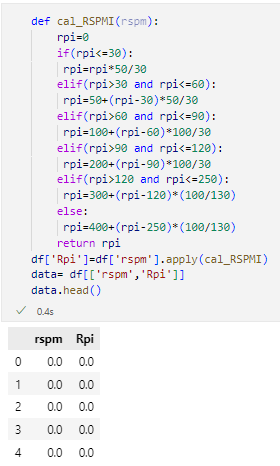 def cal_RSPMI(rspm):
    rpi=0
    if(rpi<=30):
     rpi=rpi*50/30
    elif(rpi>30 and rpi<=60):
     rpi=50+(rpi-30)*50/30
    elif(rpi>60 and rpi<=90):
     rpi=100+(rpi-60)*100/30
    elif(rpi>90 and rpi<=120):
     rpi=200+(rpi-90)*100/30
    elif(rpi>120 and rpi<=250):
     rpi=300+(rpi-120)*(100/130)
    else:
     rpi=400+(rpi-250)*(100/130)
    return rpi
df['Rpi']=df['rspm'].apply(cal_RSPMI)
data= df[['rspm','Rpi']]
data.head()
✓ 0.4s
rspm Rpi
0 0.0 0.0
1 0.0 0.0
2 0.0 0.0
3 0.0 0.0
4 0.0 0.0